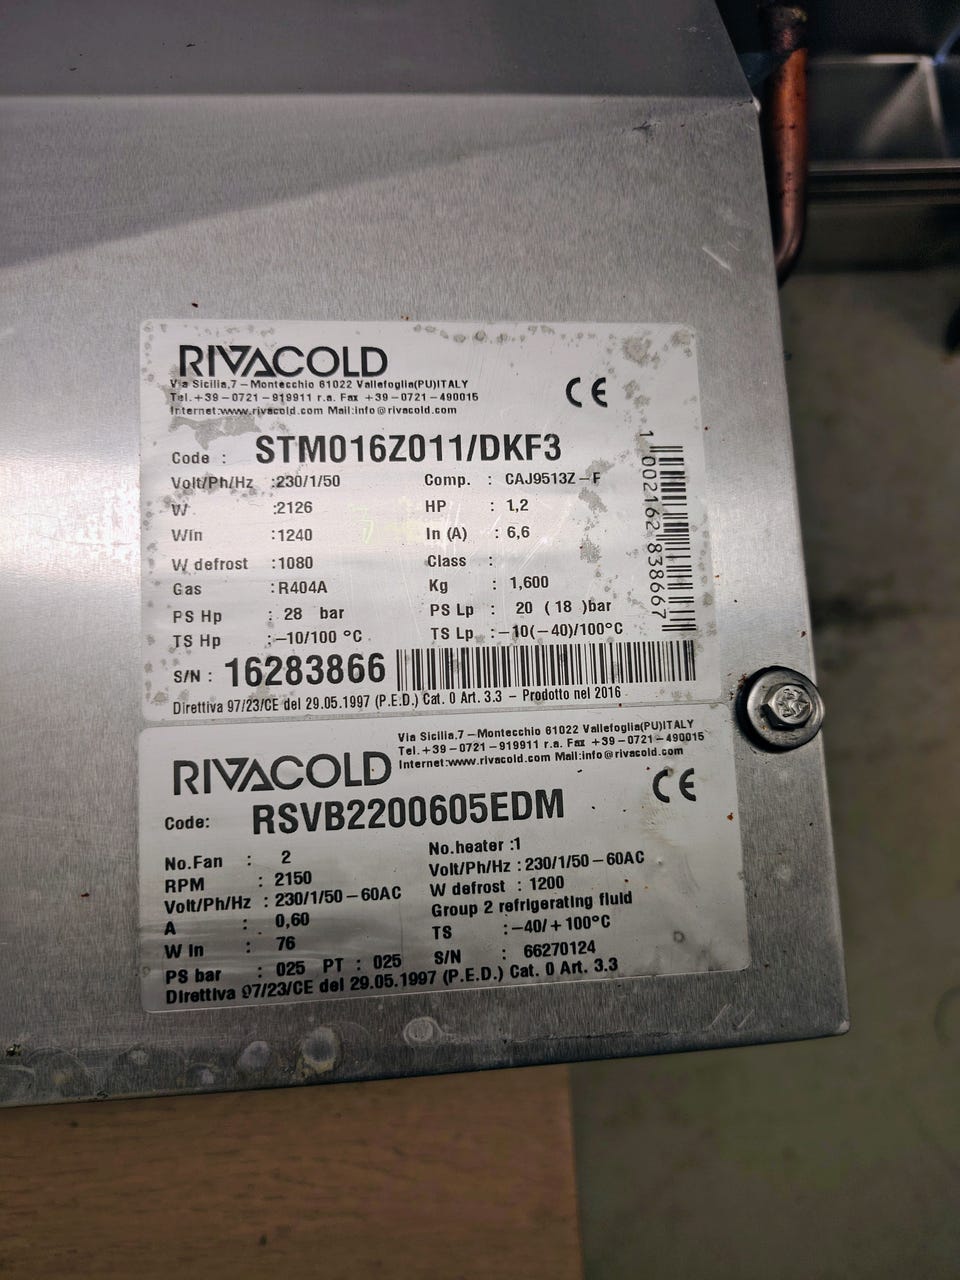 RIVACOLD
Via Sicilia,7 – Montecchio 61022 Vallefoglia(PU)ITALY
Tel.+39–0721–919911 r.a. Fax +39–0721–490015
Internet:www.rivacold.com Mail:info@rivacold.com
CE
Code : STM016Z011/DKF3
Volt/Ph/Hz :230/1/50 Comp. : CAJ9513Z–F
W :2126 HP : 1,2
Win :1240 In (A) : 6,6
W defrost :1080 Class :
Gas :R404A Kg : 1,600
PS Hp : 28 bar PS Lp : 20 ( 18 )bar
TS Hp :–10/100 °C TS Lp :–10(–40)/100°C
S/N : 16283866
Direttiva 97/23/CE del 29.05.1997 (P.E.D.) Cat. 0 Art. 3.3 – Prodotto nel 2016
1 002162 838667
RIVACOLD
Via Sicilia,7 –Montecchio 61022 Vallefoglia(PU)ITALY
Tel.+39–0721–919911 r.a. Fax +39–0721–490015
Internet:www.rivacold.com Mail:info@rivacold.com
CE
Code: RSVB2200605EDM
No.Fan : 2 No.heater :1
RPM : 2150 Volt/Ph/Hz :230/1/50–60AC
Volt/Ph/Hz :230/1/50–60AC W defrost : 1200
A : 0,60 Group 2 refrigerating fluid
W in : 76 TS :–40/+100°C
PS bar : 025 PT : 025 S/N : 66270124
Direttiva 97/23/CE del 29.05.1997 (P.E.D.) Cat. 0 Art. 3.3